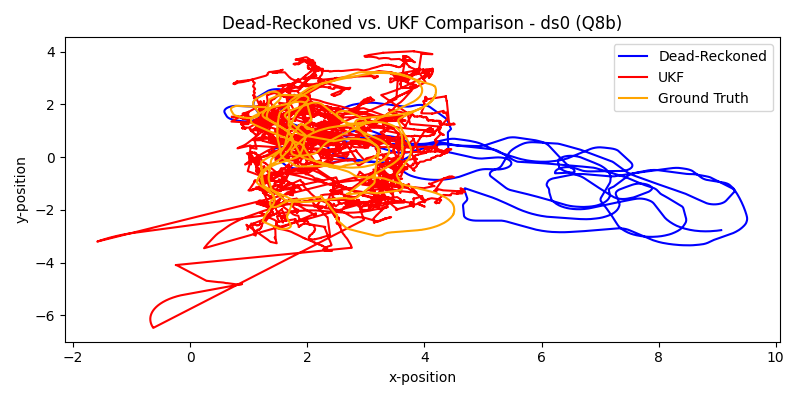 Dead-Reckoned vs. UKF Comparison - ds0 (Q8b)
Dead-Reckoned
UKF
Ground Truth
y-position
4
2
0
−2
−4
−6
−2
0
2
4
6
8
10
x-position